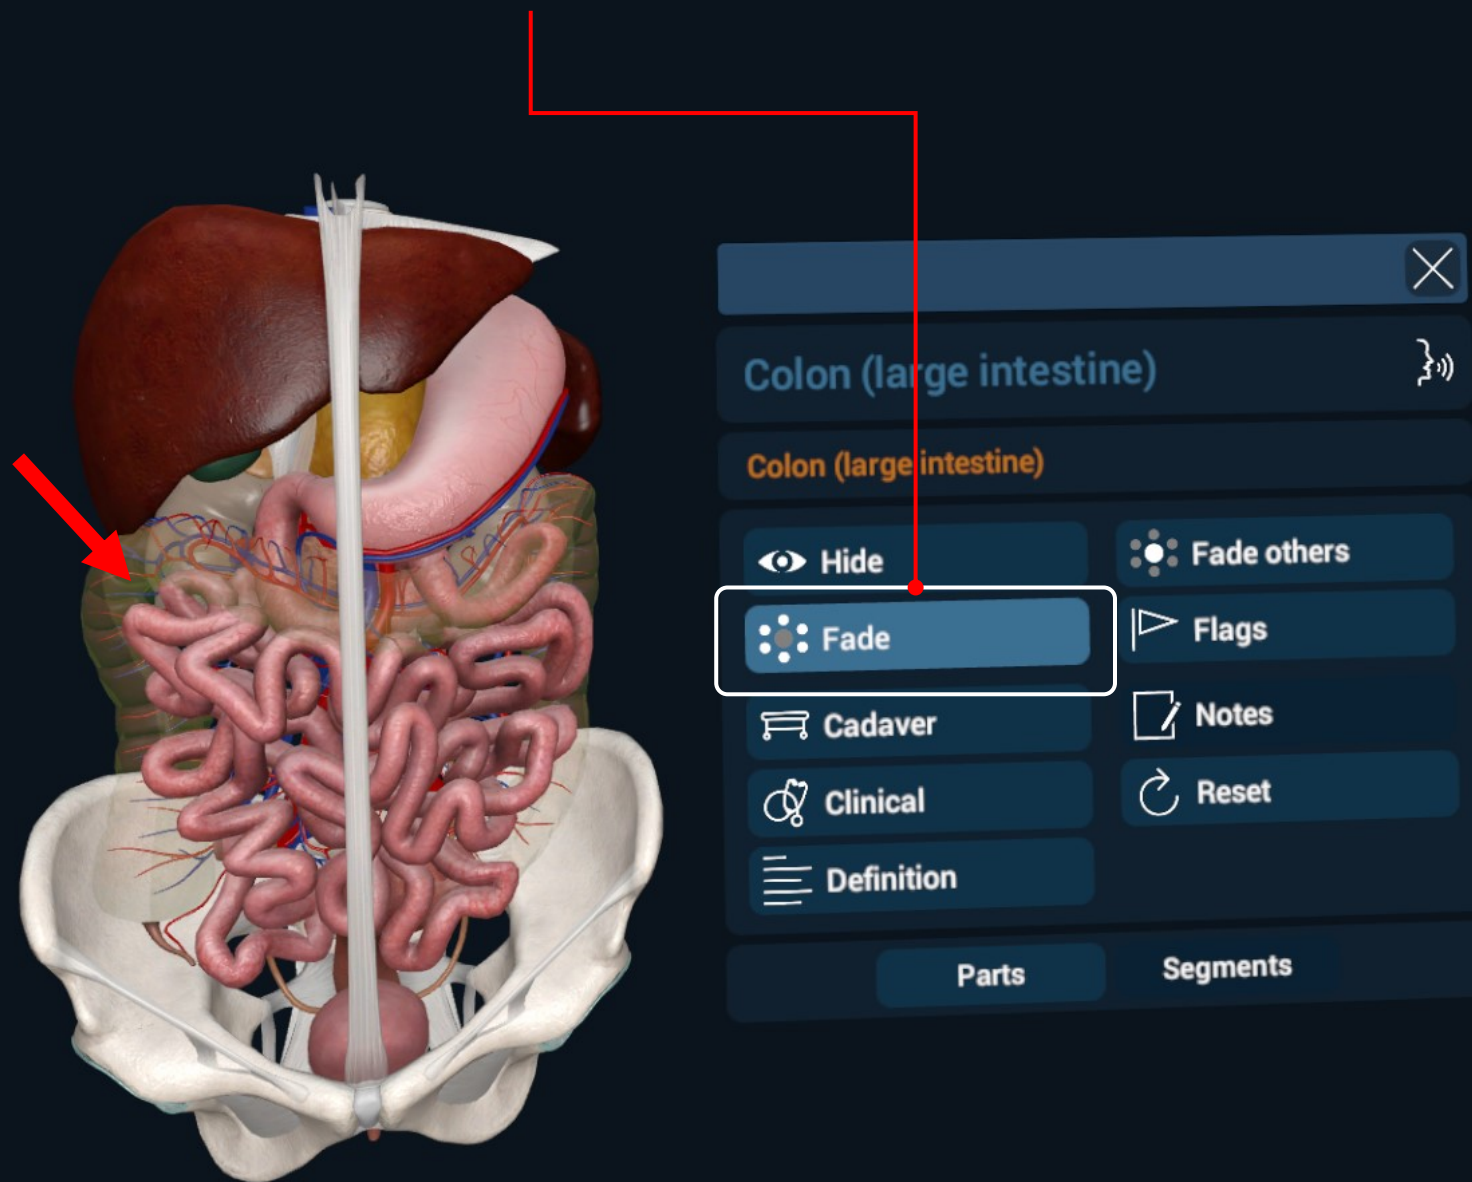 Colon (large intestine)
Colon (large intestine)
Hide
Fade others
Fade
Flags
Cadaver
Notes
Clinical
Reset
Definition
Parts
Segments